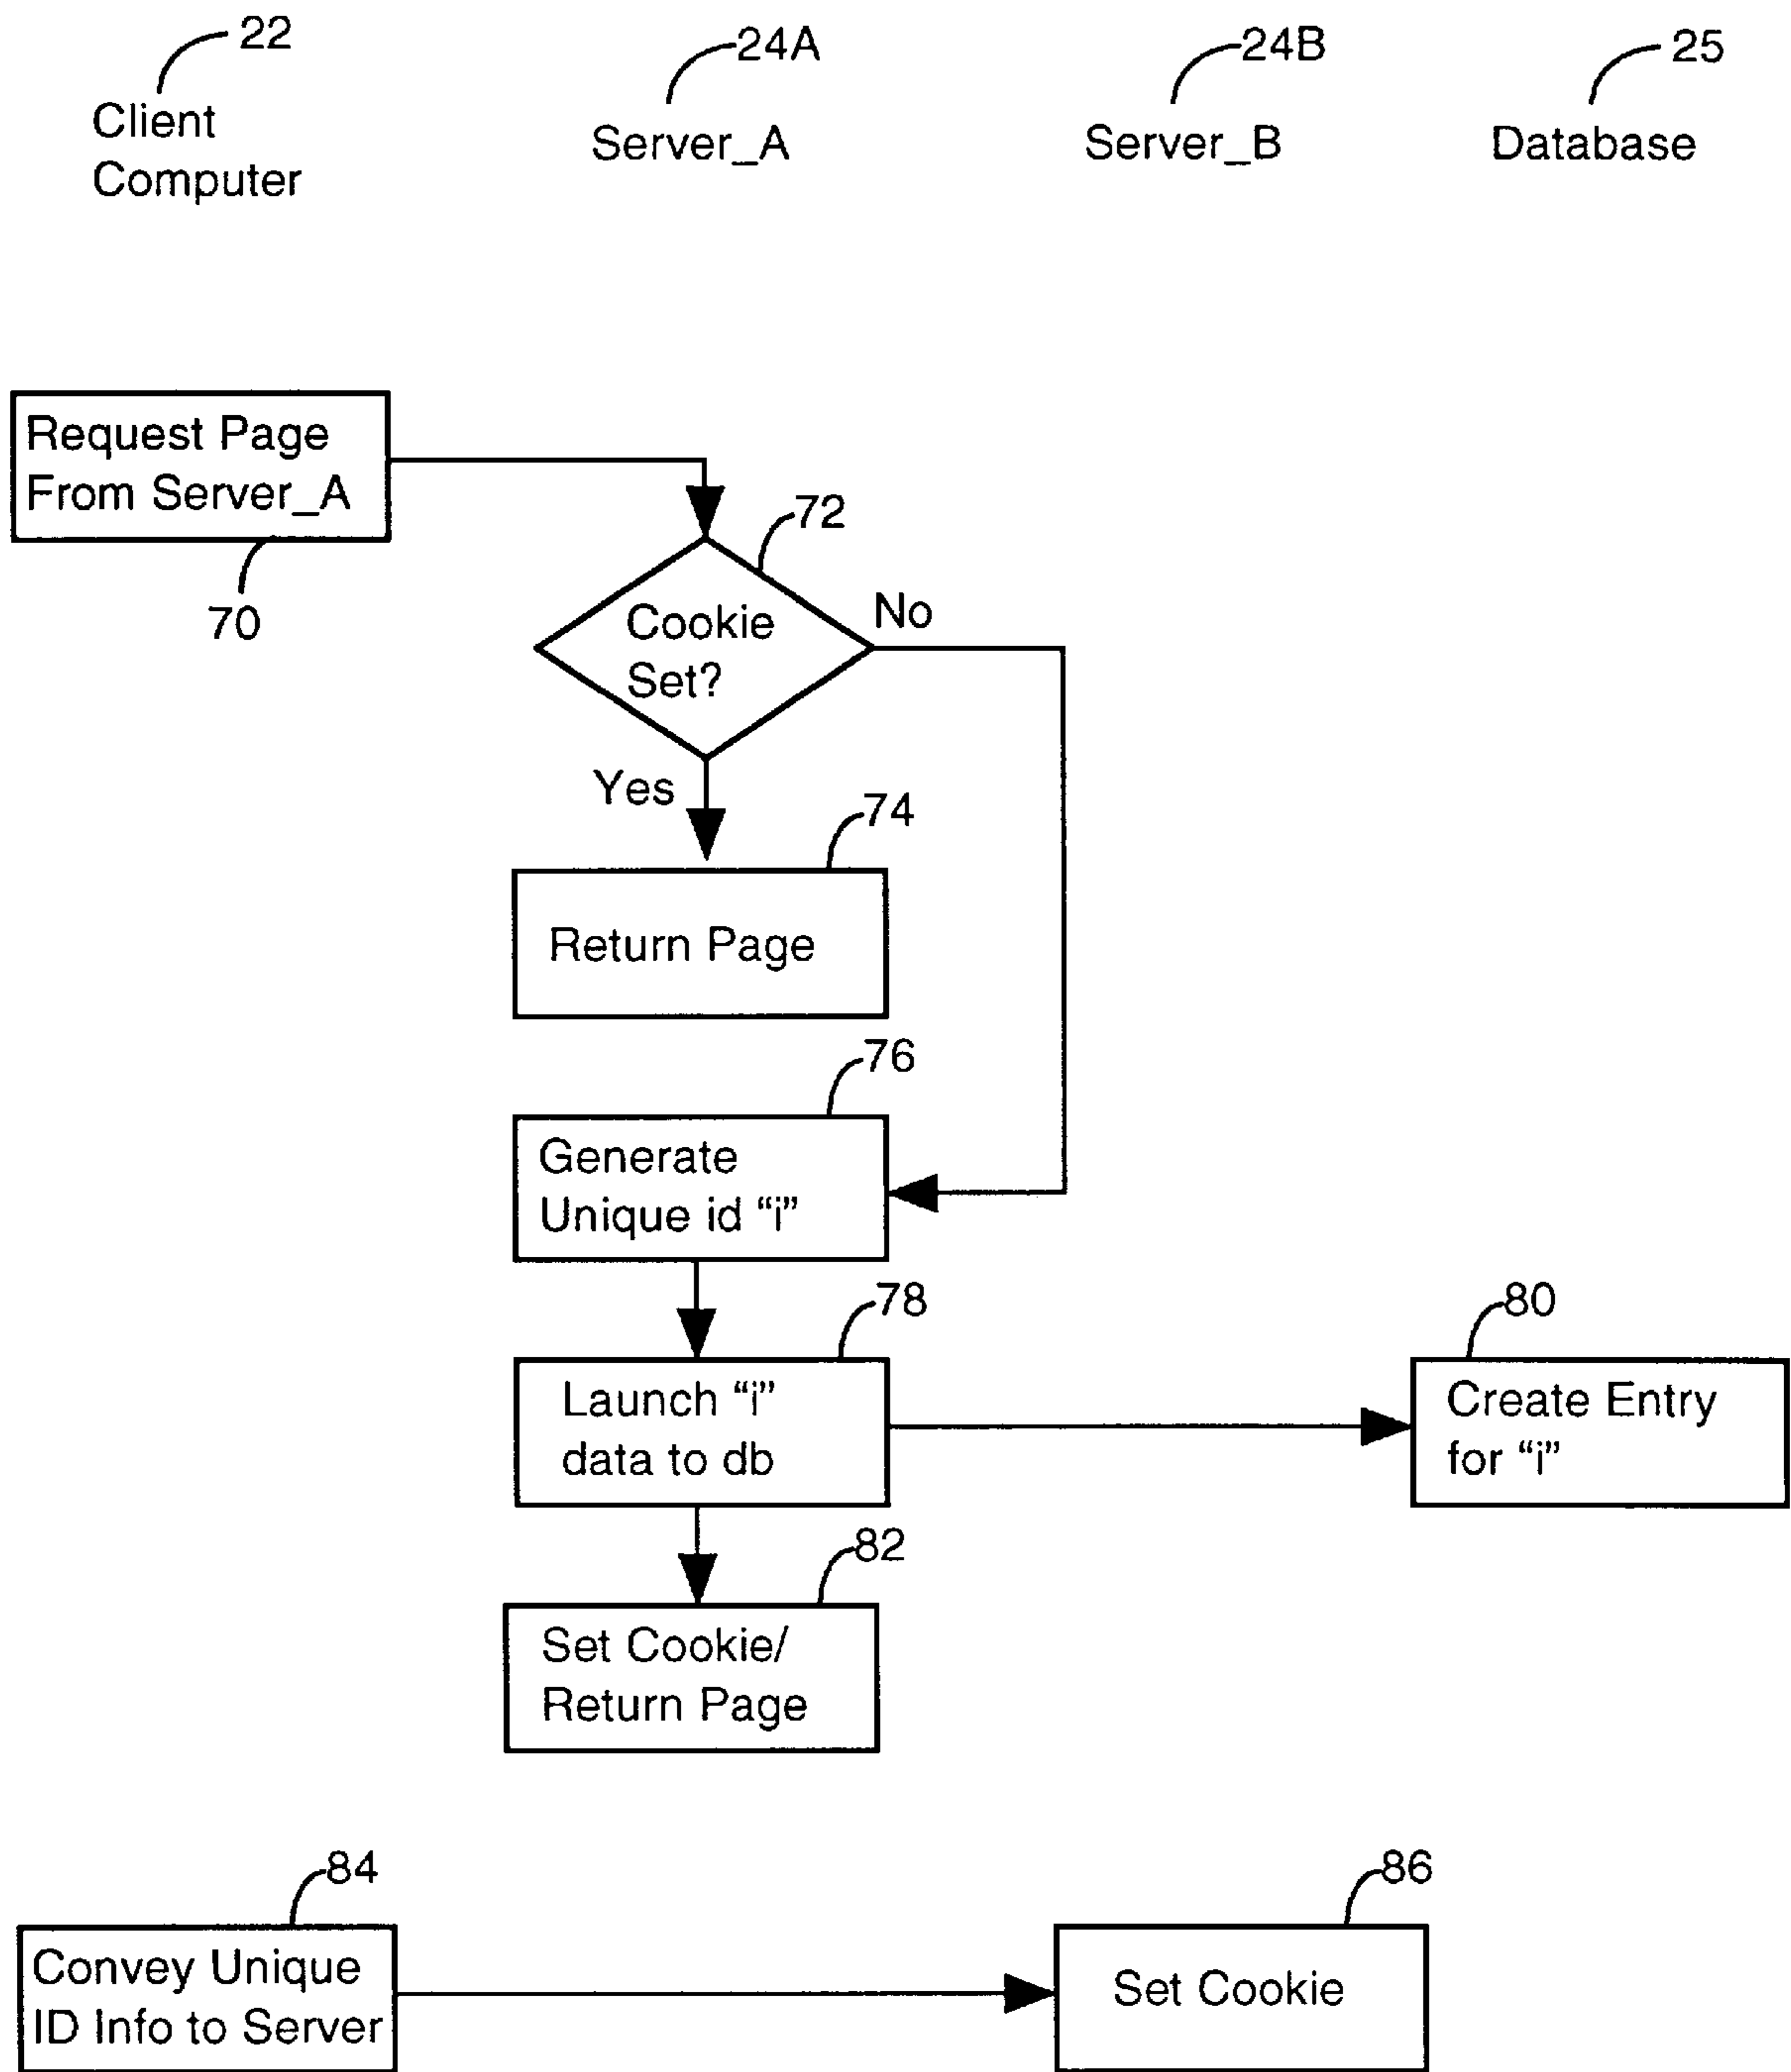 22
24A
24B
25
Client
Computer
Server_A
Server_B
Database
Request Page
From Server_A
70
72
Cookie
Set?
No
Yes
74
Return Page
76
Generate
Unique id “i”
78
Launch “i”
data to db
80
Create Entry
for “i”
82
Set Cookie/
Return Page
84
Convey Unique
ID Info to Server
86
Set Cookie